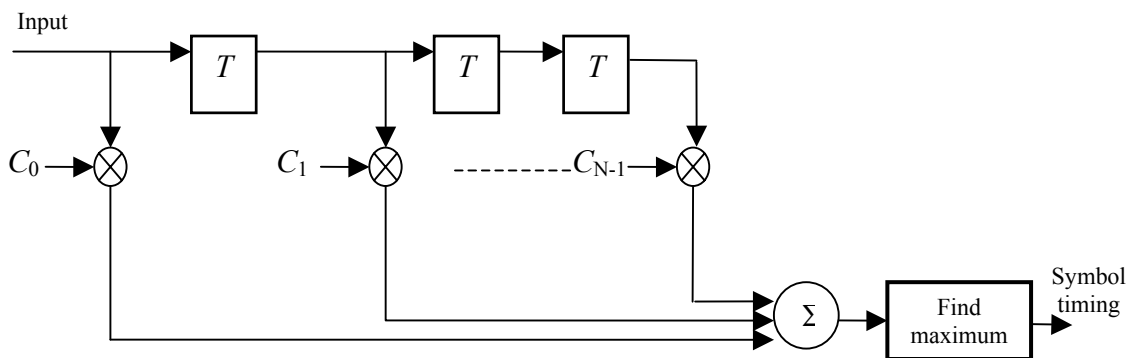 Input
T
T
T
C0
C1
CN-1
Σ
Find
maximum
Symbol
timing